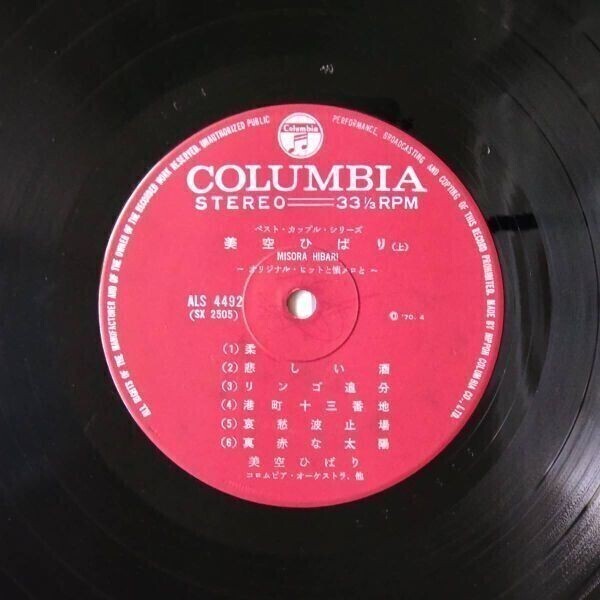 ALL RIGHTS OF THE MANUFACTURER AND OF THE OWNER OF THE RECORDED WORK RESERVED. UNAUTHORIZED PUBLIC PERFORMANCE, BROADCASTING AND COPYING OF THIS RECORD PROHIBITED. MADE BY NIPPON COLUMBIA CO., LTD.
Columbia
COLUMBIA
STEREO 33 1/3 RPM
ベスト・カップル・シリーズ
美空ひばり(上)
MISORA HIBARI
~オリジナル・ヒットと懐メロと~
ALS 4492
(SX 2505)
Ⓟ '70.4
(1) 柔
(2) 悲しい酒
(3) リンゴ追分
(4) 港町十三番地
(5) 哀愁波止場
(6) 真赤な太陽
美空ひばり
コロムビア・オーケストラ、他